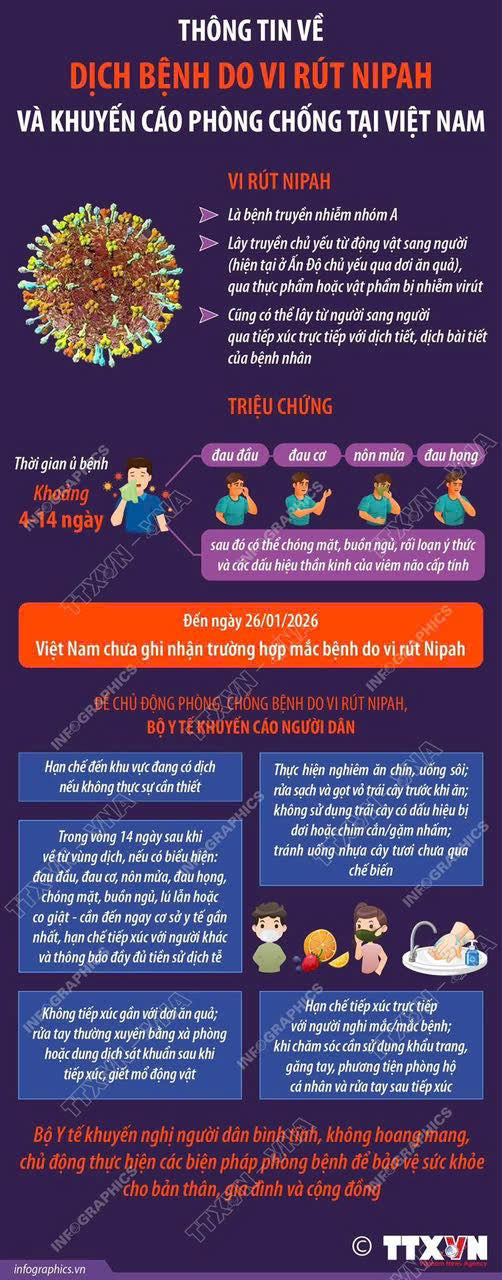 THÔNG TIN VỀ
DỊCH BỆNH DO VI RÚT NIPAH
VÀ KHUYẾN CÁO PHÒNG CHỐNG TẠI VIỆT NAM
VI RÚT NIPAH
Là bệnh truyền nhiễm nhóm A
Lây truyền chủ yếu từ động vật sang người
(hiện tại ở Ấn Độ chủ yếu qua dơi ăn quả),
qua thực phẩm hoặc vật phẩm bị nhiễm virút
Cũng có thể lây từ người sang người
qua tiếp xúc trực tiếp với dịch tiết, dịch bài tiết
của bệnh nhân
TRIỆU CHỨNG
Thời gian ủ bệnh
Khoảng
4-14 ngày
đau đầu
đau cơ
nôn mửa
đau họng
sau đó có thể chóng mặt, buồn ngủ, rối loạn ý thức
và các dấu hiệu thần kinh của viêm não cấp tính
Đến ngày 26/01/2026
Việt Nam chưa ghi nhận trường hợp mắc bệnh do vi rút Nipah
ĐỂ CHỦ ĐỘNG PHÒNG, CHỐNG BỆNH DO VI RÚT NIPAH,
BỘ Y TẾ KHUYẾN CÁO NGƯỜI DÂN
Hạn chế đến khu vực đang có dịch
nếu không thực sự cần thiết
Trong vòng 14 ngày sau khi
về từ vùng dịch, nếu có biểu hiện:
đau đầu, đau cơ, nôn mửa, đau họng,
chóng mặt, buồn ngủ, lú lẫn hoặc
co giật - cần đến ngay cơ sở y tế gần
nhất, hạn chế tiếp xúc với người khác
và thông báo đầy đủ tiền sử dịch tễ
Không tiếp xúc gần với dơi ăn quả;
rửa tay thường xuyên bằng xà phòng
hoặc dung dịch sát khuẩn sau khi
tiếp xúc, giết mổ động vật
Thực hiện nghiêm ăn chín, uống sôi;
rửa sạch và gọt vỏ trái cây trước khi ăn;
không sử dụng trái cây có dấu hiệu bị
dơi hoặc chim cắn/gặm nhấm;
tránh uống nhựa cây tươi chưa qua
chế biến
Hạn chế tiếp xúc trực tiếp
với người nghi mắc/mắc bệnh;
khi chăm sóc cần sử dụng khẩu trang,
găng tay, phương tiện phòng hộ
cá nhân và rửa tay sau tiếp xúc
Bộ Y tế khuyến nghị người dân bình tĩnh, không hoang mang,
chủ động thực hiện các biện pháp phòng bệnh để bảo vệ sức khỏe
cho bản thân, gia đình và cộng đồng
© TTXVN
Vietnam News Agency
infographics.vn
TTXVN - VNA
INFOGRAPHICS